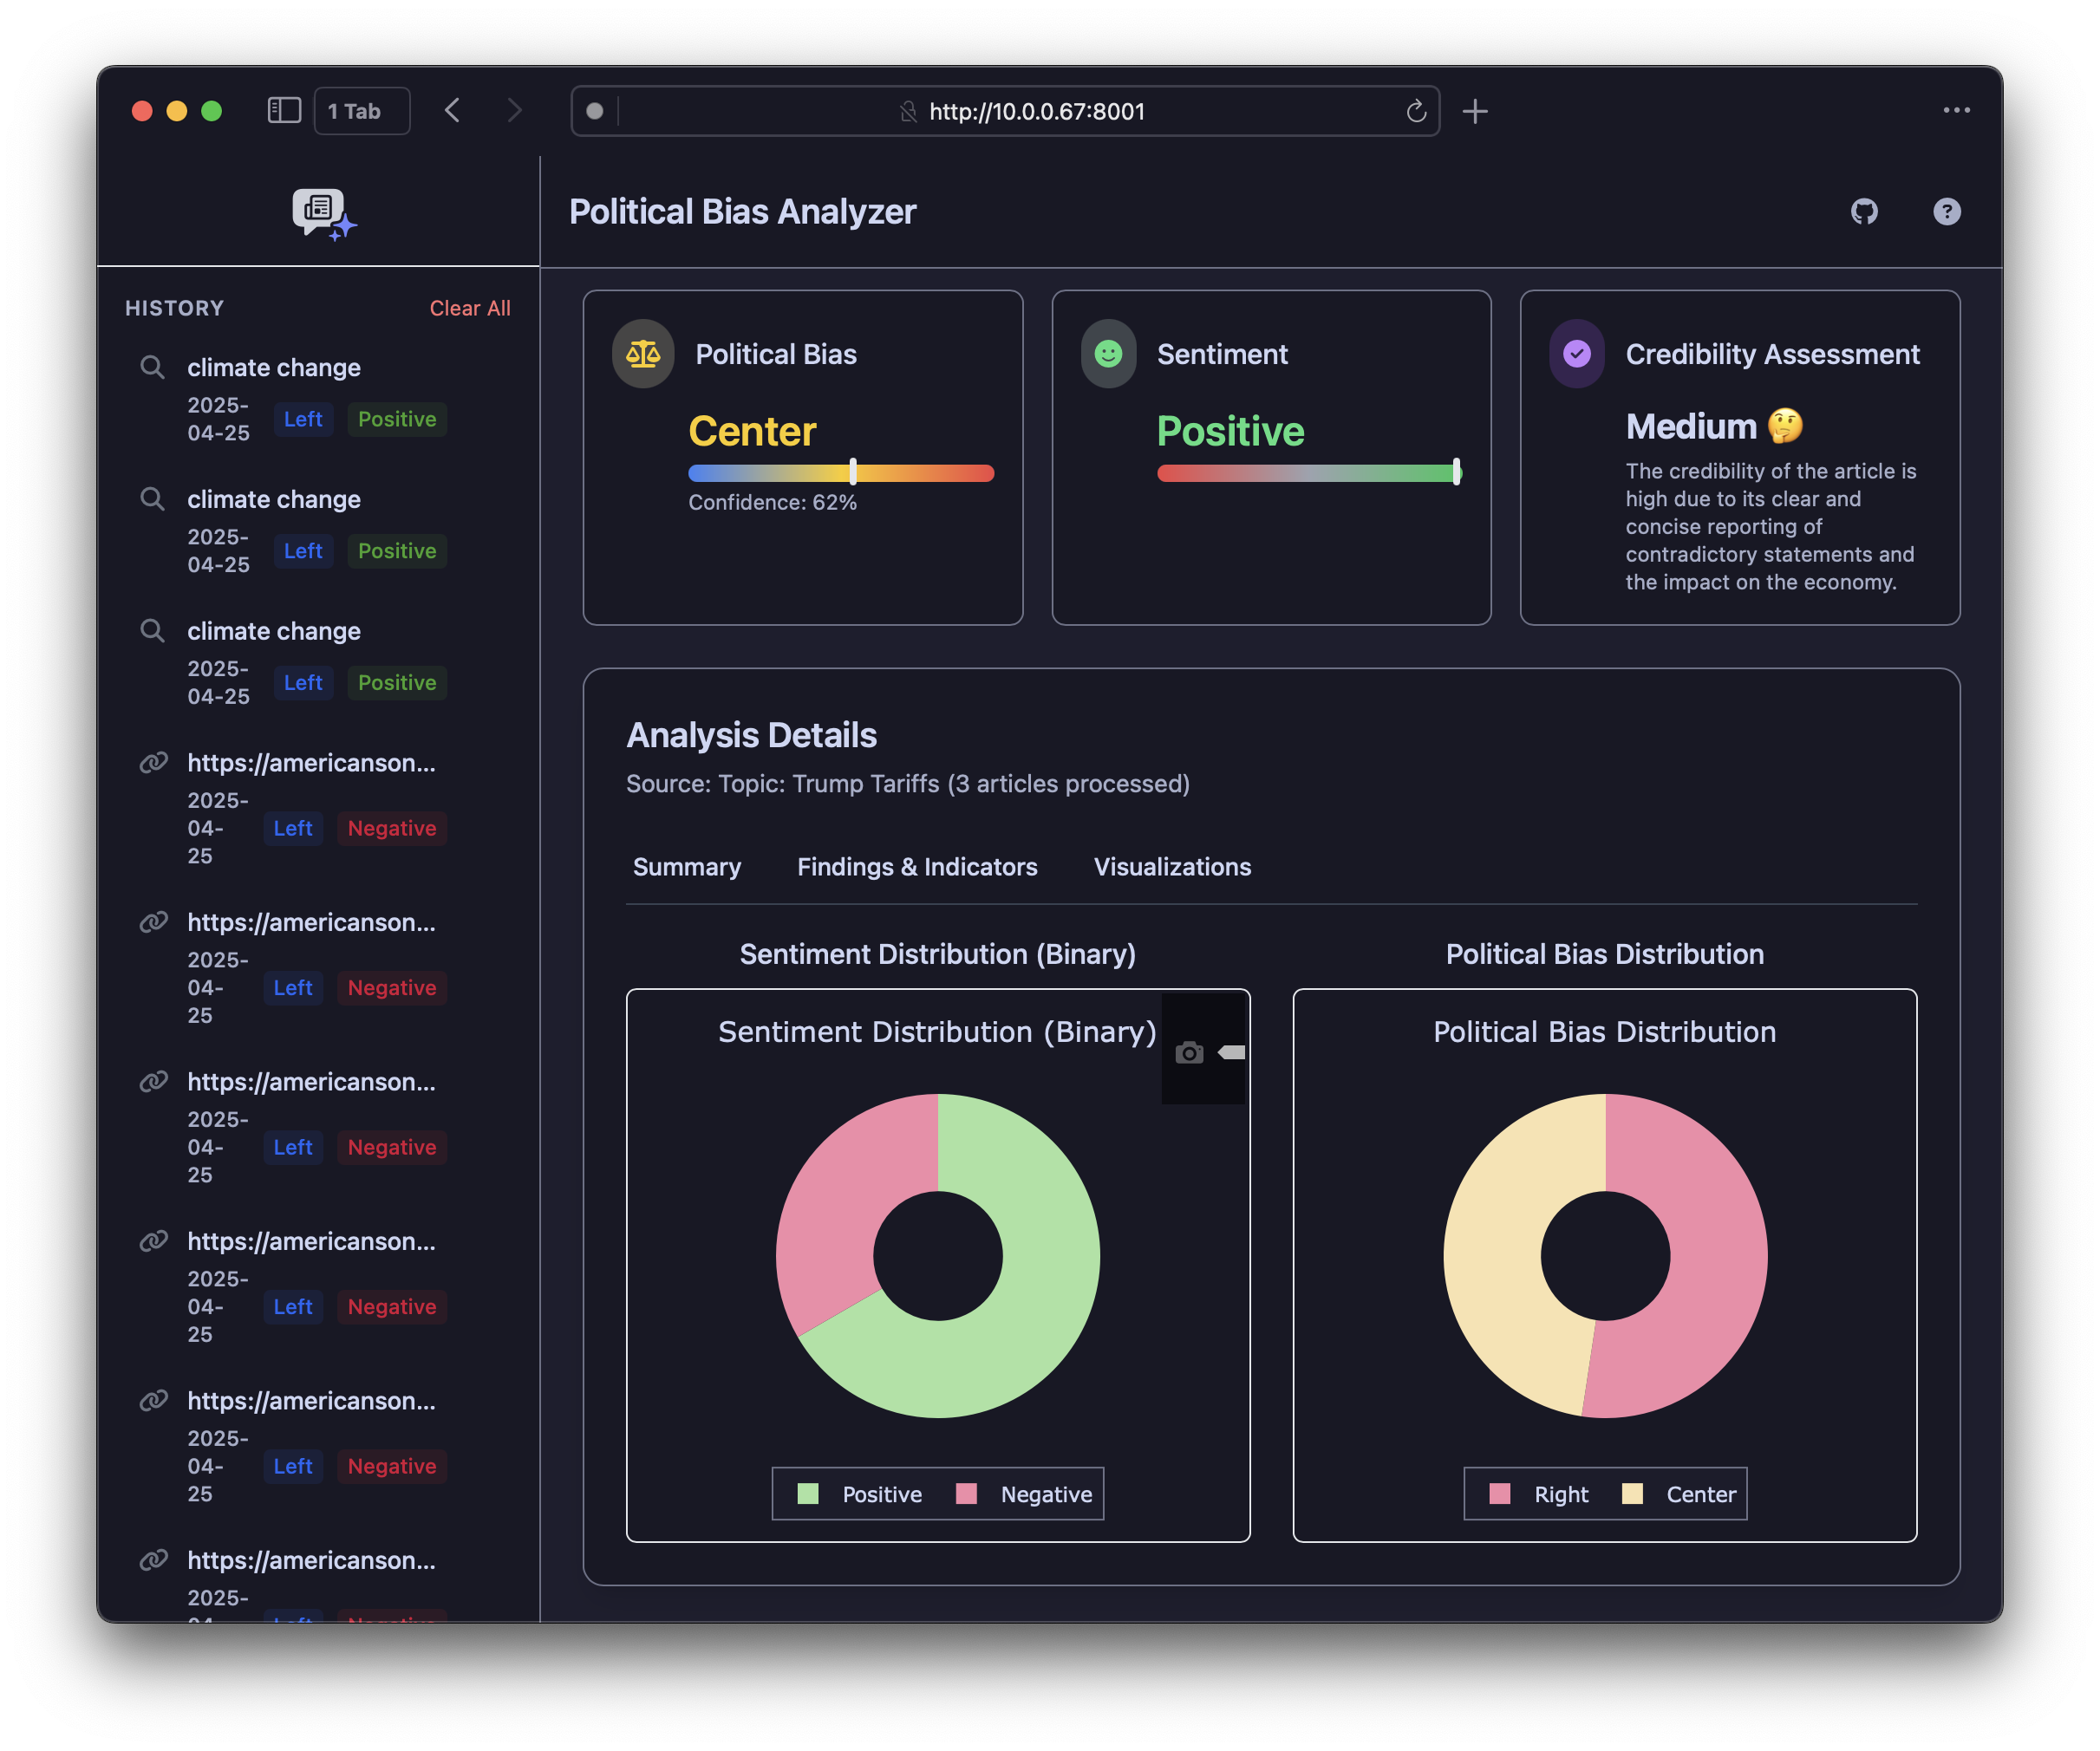 1 Tab
http://10.0.0.67:8001
Political Bias Analyzer
?
HISTORY
Clear All
climate change
2025-
04-25
Left
Positive
climate change
2025-
04-25
Left
Positive
climate change
2025-
04-25
Left
Positive
https://americanson...
2025-
04-
25
Left
Negative
https://americanson...
2025-
04-
25
Left
Negative
https://americanson...
2025-
04-
25
Left
Negative
https://americanson...
2025-
04-
25
Left
Negative
https://americanson...
2025-
04-
25
Left
Negative
https://americanson...
2025-
04-
Left
Negative
Political Bias
Center
Confidence: 62%
Sentiment
Positive
Credibility Assessment
Medium 🤔
The credibility of the article is
high due to its clear and
concise reporting of
contradictory statements and
the impact on the economy.
Analysis Details
Source: Topic: Trump Tariffs (3 articles processed)
Summary
Findings & Indicators
Visualizations
Sentiment Distribution (Binary)
Sentiment Distribution (Binary)
Positive
Negative
Political Bias Distribution
Political Bias Distribution
Right
Center